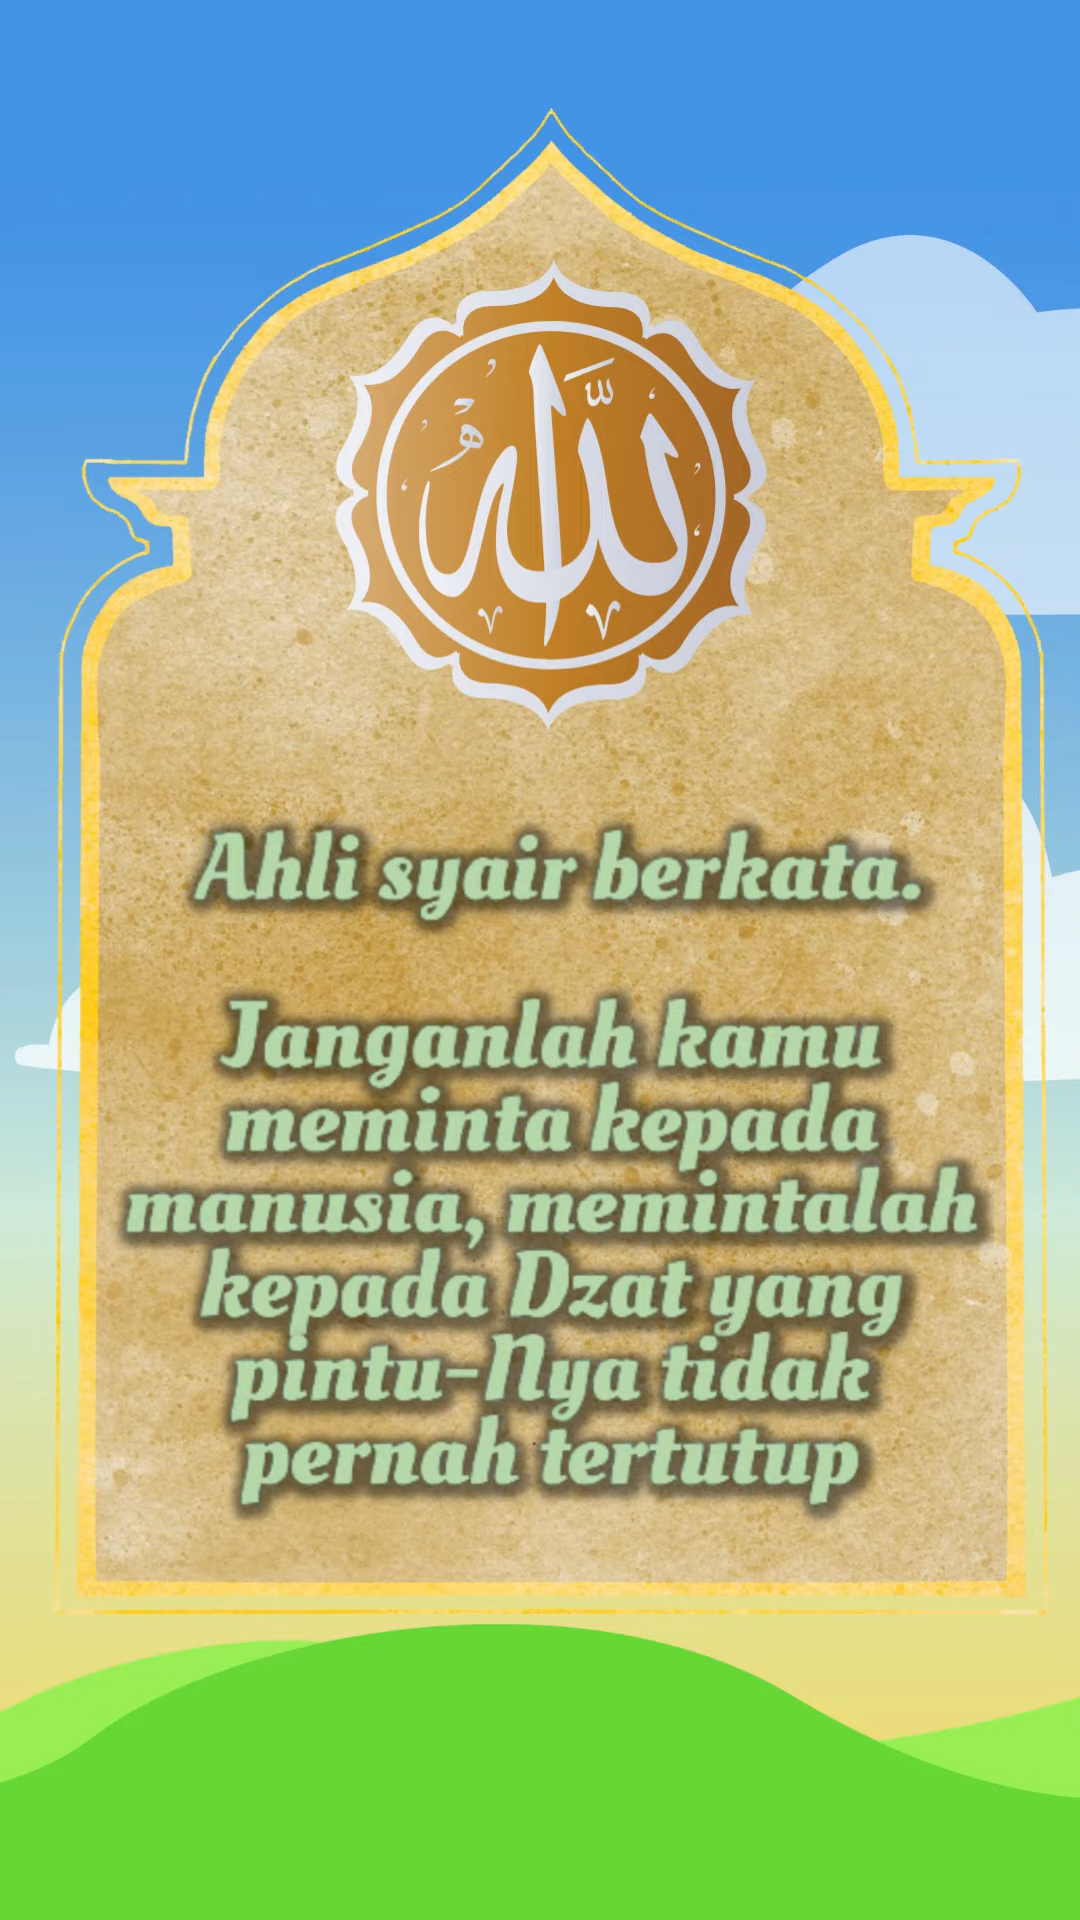 الله
Ahli syair berkata.
Janganlah kamu
meminta kepada
manusia, memintalah
kepada Dzat yang
pintu-Nya tidak
pernah tertutup